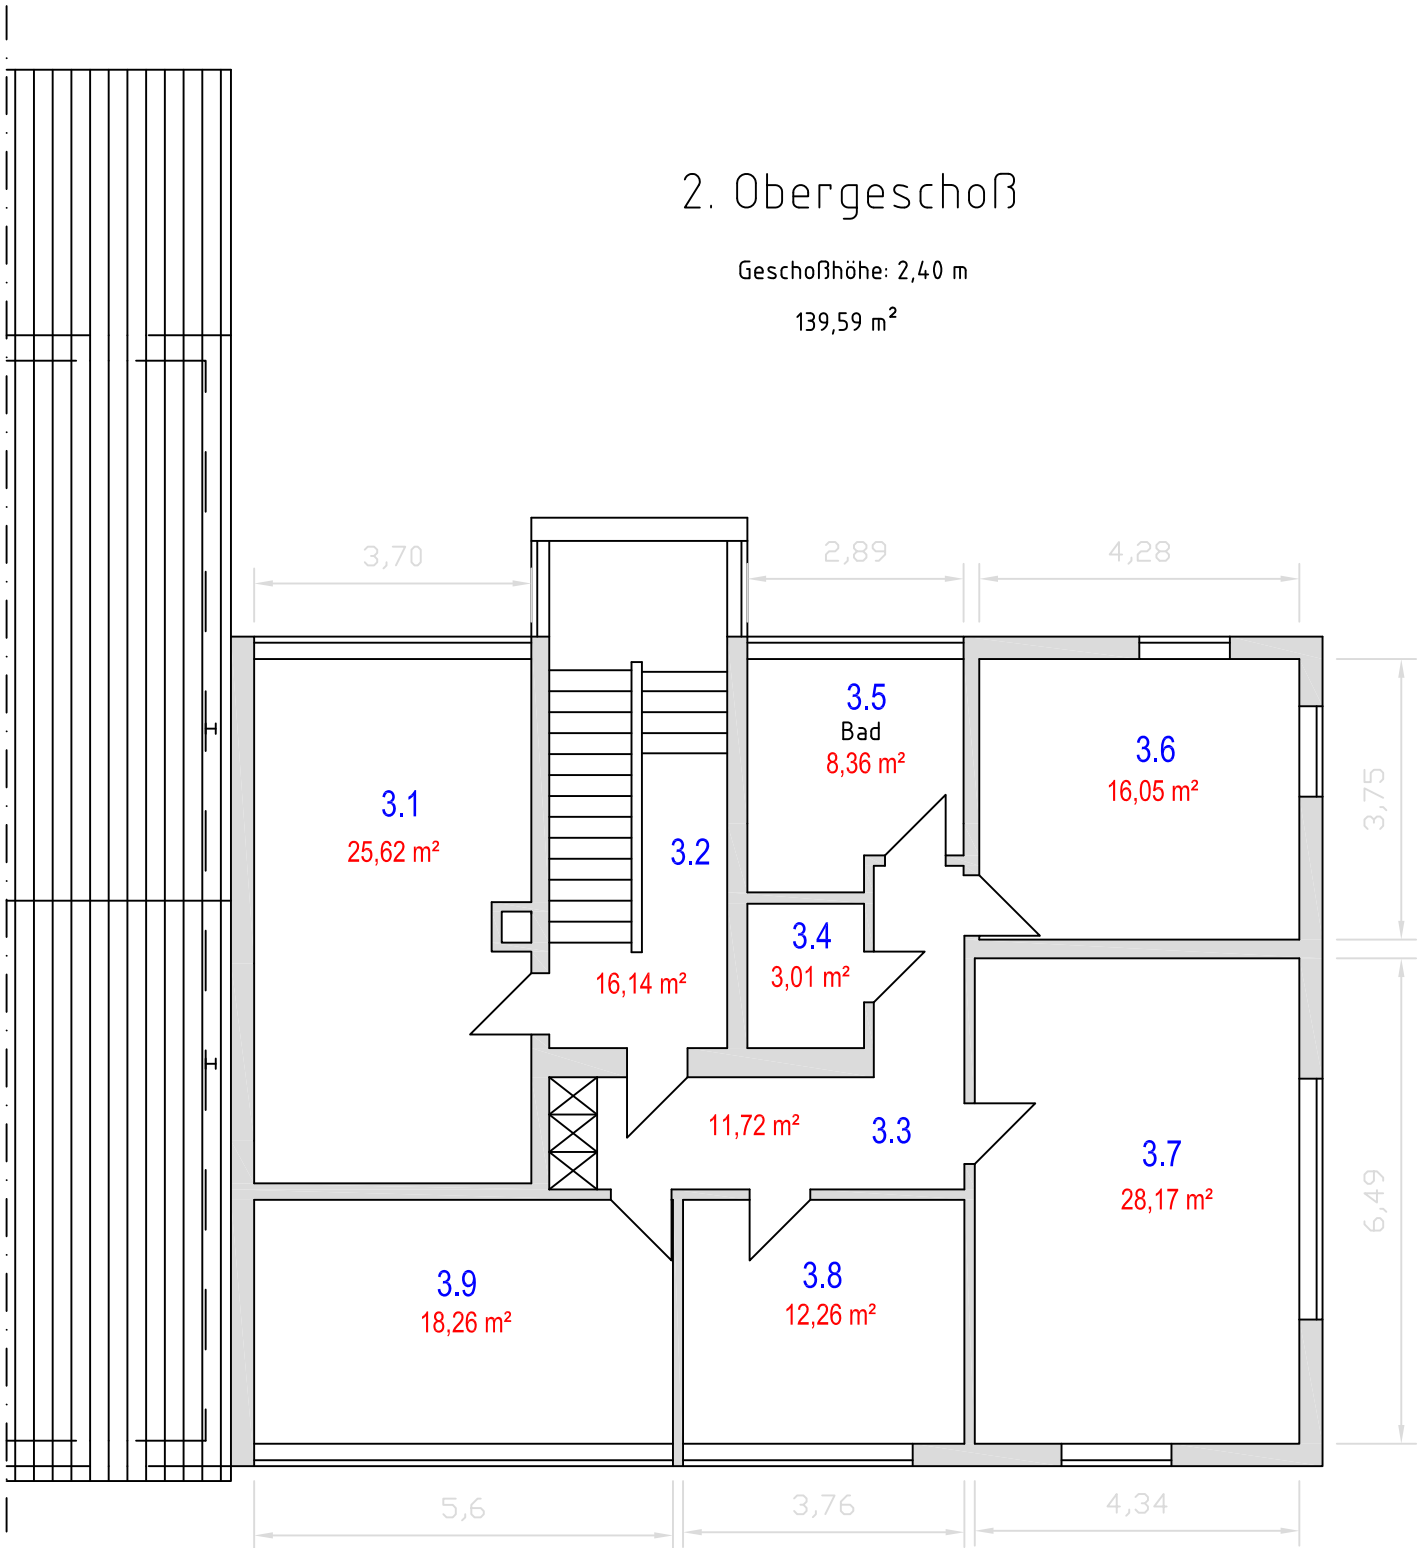 2. Obergeschoß
Geschoßhöhe: 2,40 m
139,59 m²
3,70
2,89
4,28
3.5
Bad
8,36 m²
3.6
16,05 m²
3,75
3.1
25,62 m²
3.2
16,14 m²
3.4
3,01 m²
11,72 m²
3.3
3.7
28,17 m²
6,49
3.9
18,26 m²
3.8
12,26 m²
5,6
3,76
4,34